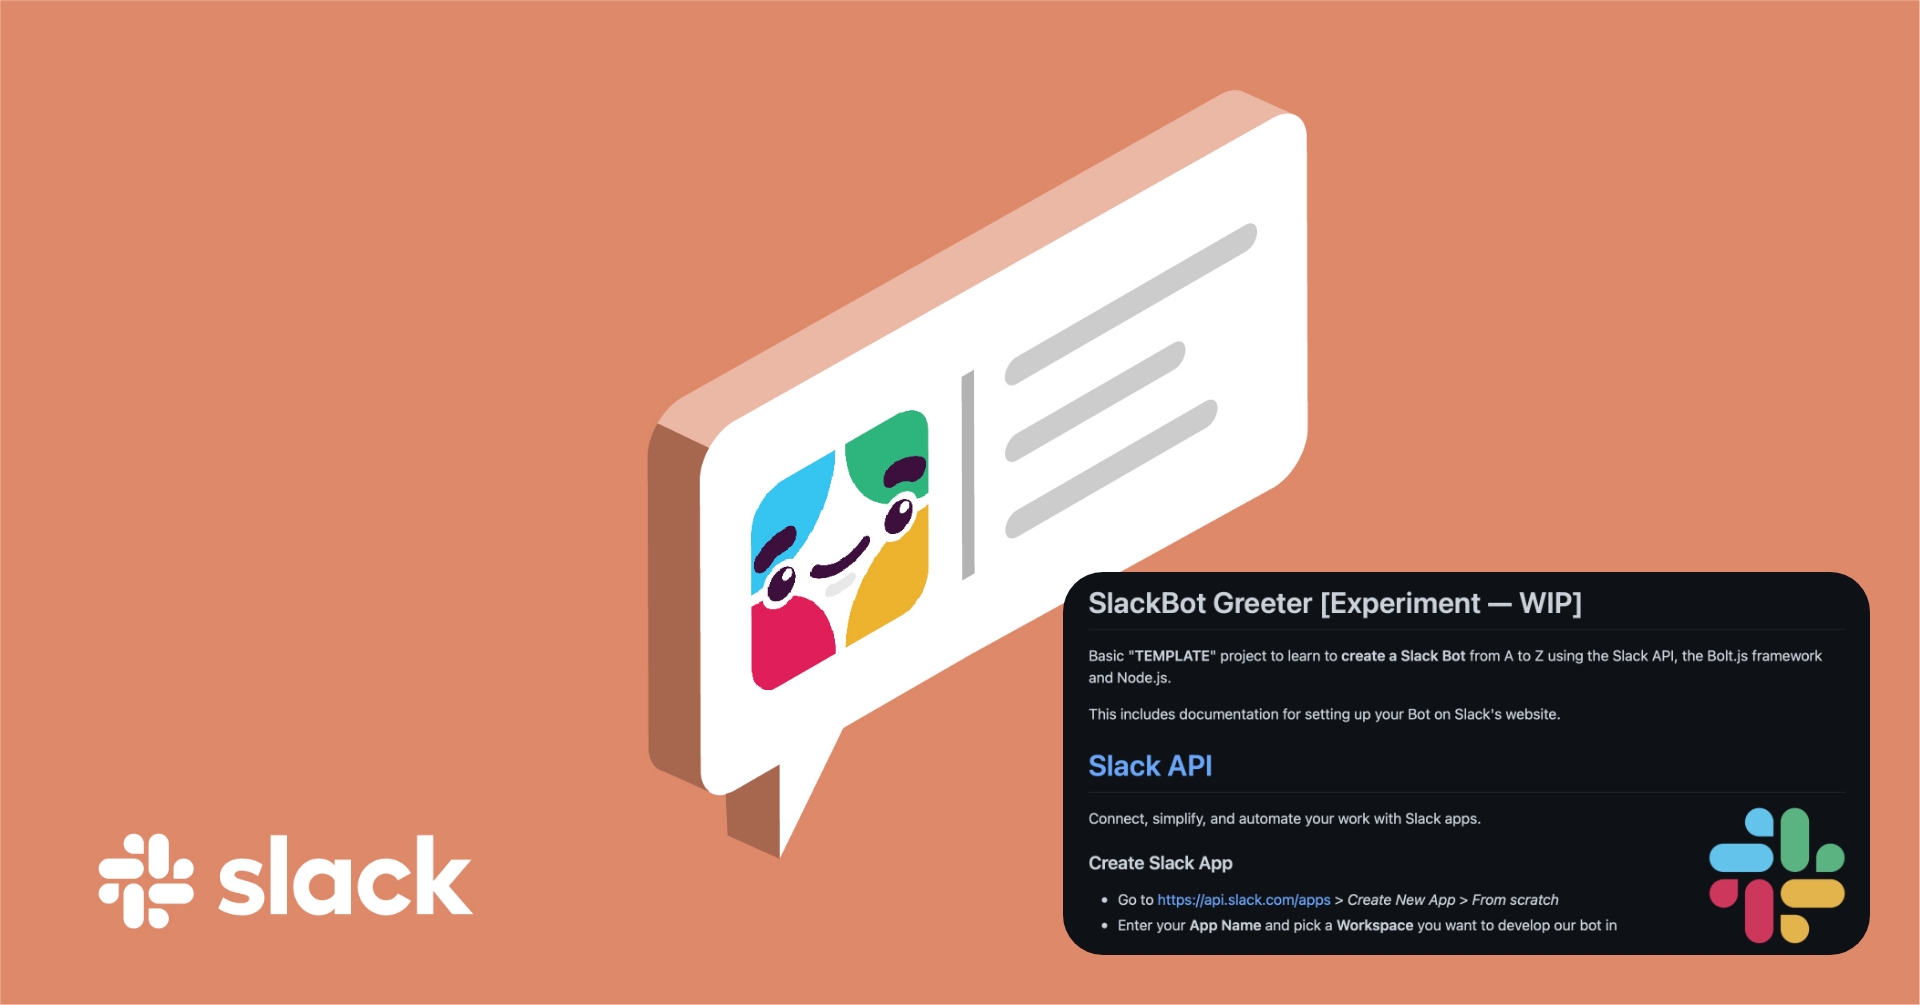 SlackBot Greeter [Experiment — WIP]
Basic "TEMPLATE" project to learn to create a Slack Bot from A to Z using the Slack API, the Bolt.js framework
and Node.js.
This includes documentation for setting up your Bot on Slack's website.
Slack API
Connect, simplify, and automate your work with Slack apps.
Create Slack App
• Go to https://api.slack.com/apps > Create New App > From scratch
• Enter your App Name and pick a Workspace you want to develop our bot in
slack